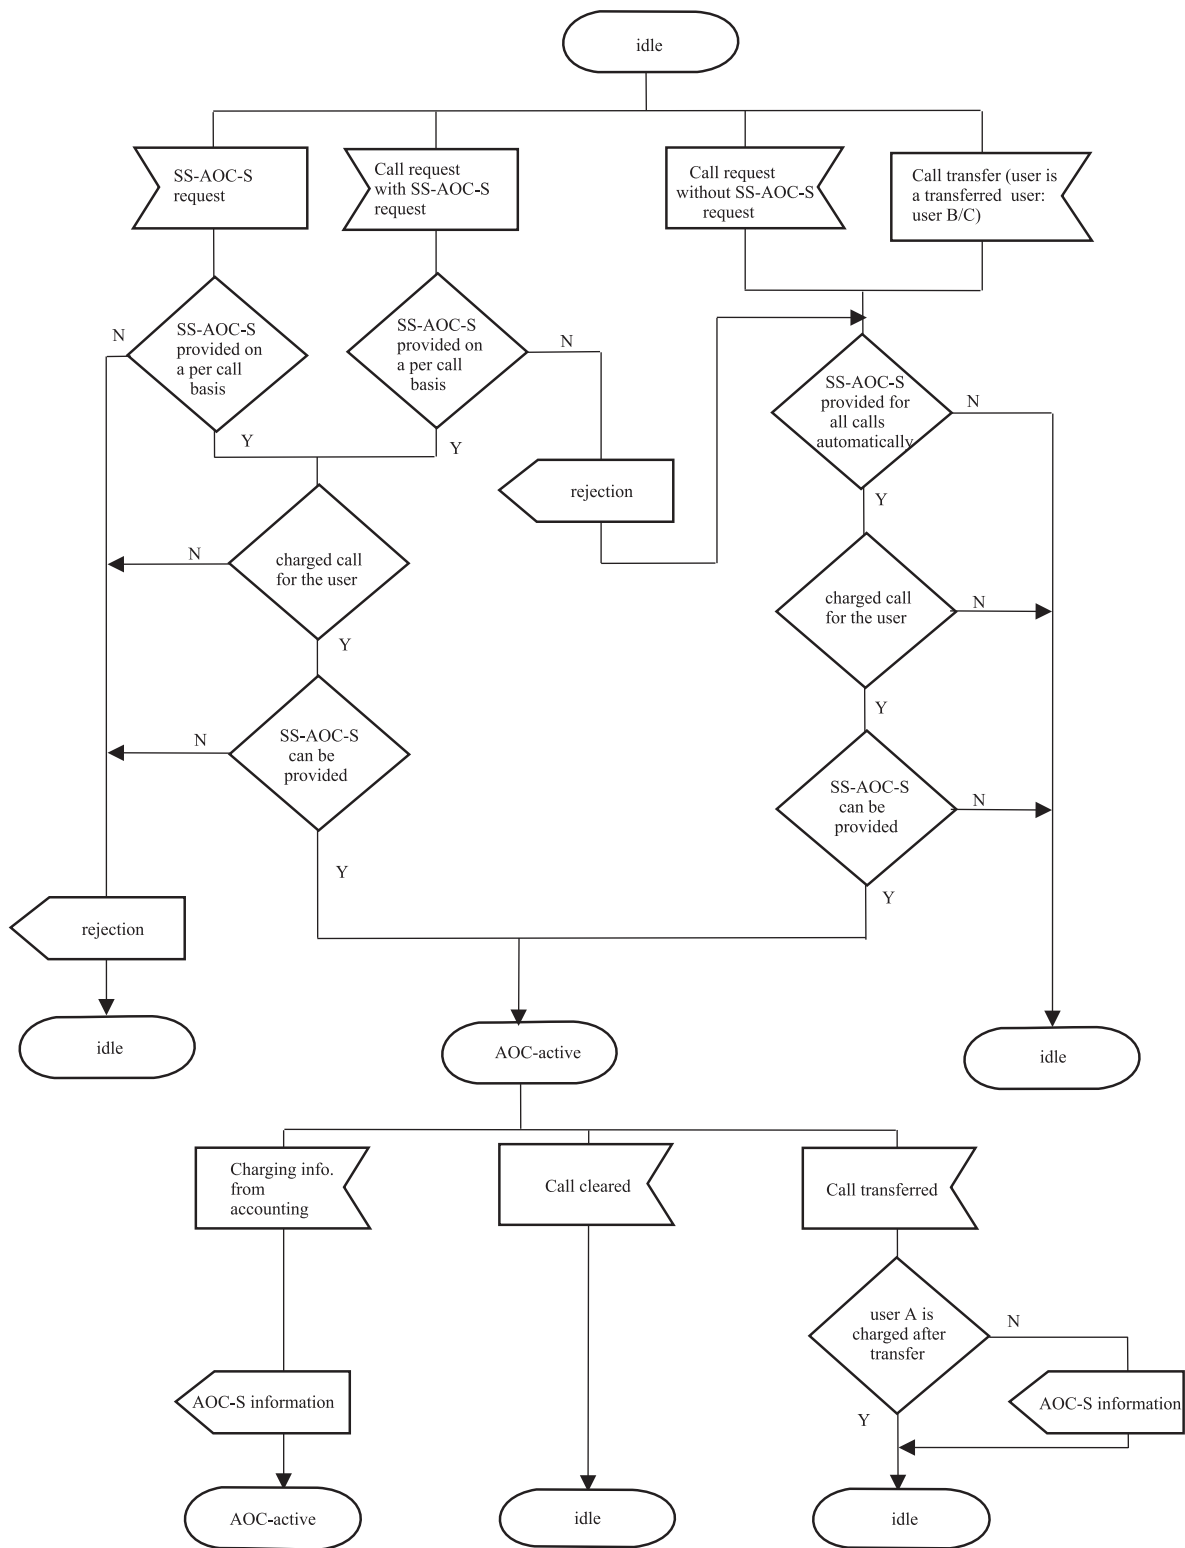 idle
SS-AOC-S
request
Call request
with SS-AOC-S
request
Call request
without SS-AOC-S
request
Call transfer (user is
a transferred user:
user B/C)
N
SS-AOC-S
provided on
a per call
basis
Y
SS-AOC-S
provided on
a per call
basis
N
Y
rejection
SS-AOC-S
provided for
all calls
automatically
N
Y
N
charged call
for the user
Y
charged call
for the user
N
Y
N
SS-AOC-S
can be
provided
Y
SS-AOC-S
can be
provided
N
Y
rejection
idle
AOC-active
idle
Charging info.
from
accounting
Call cleared
Call transferred
user A is
charged after
transfer
N
Y
AOC-S information
AOC-S information
AOC-active
idle
idle